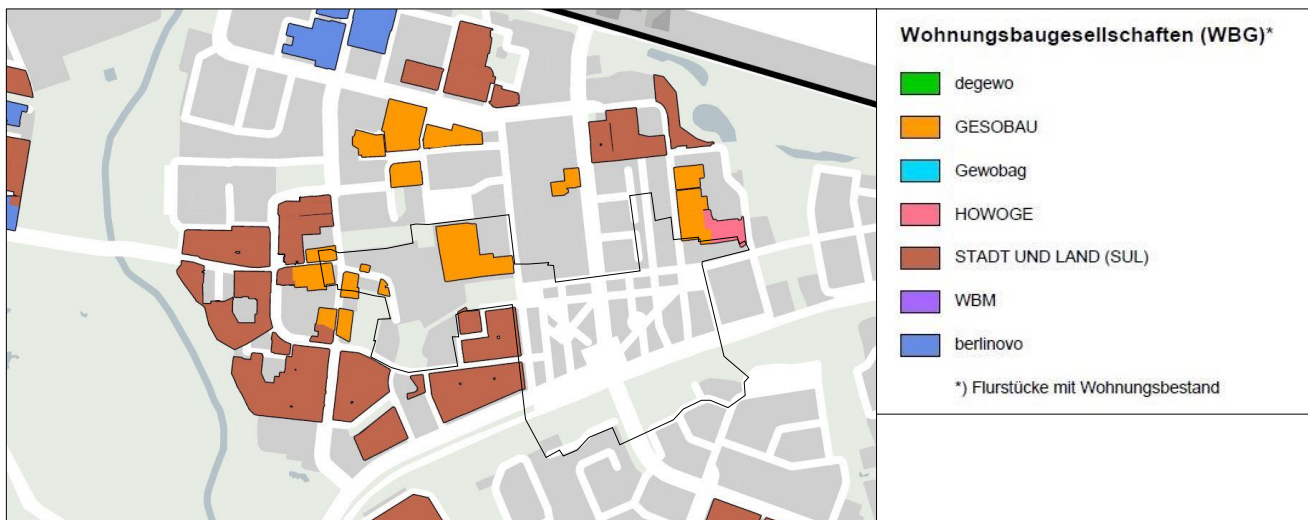 Wohnungsbaugesellschaften (WBG)*
degewo
GESOBAU
Gewobag
HOWOGE
STADT UND LAND (SUL)
WBM
berlinovo
*) Flurstücke mit Wohnungsbestand